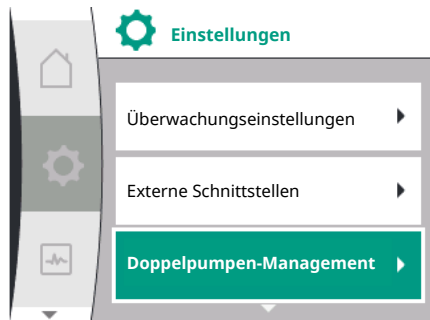 Einstellungen
Überwachungseinstellungen
Externe Schnittstellen
Doppelpumpen-Management